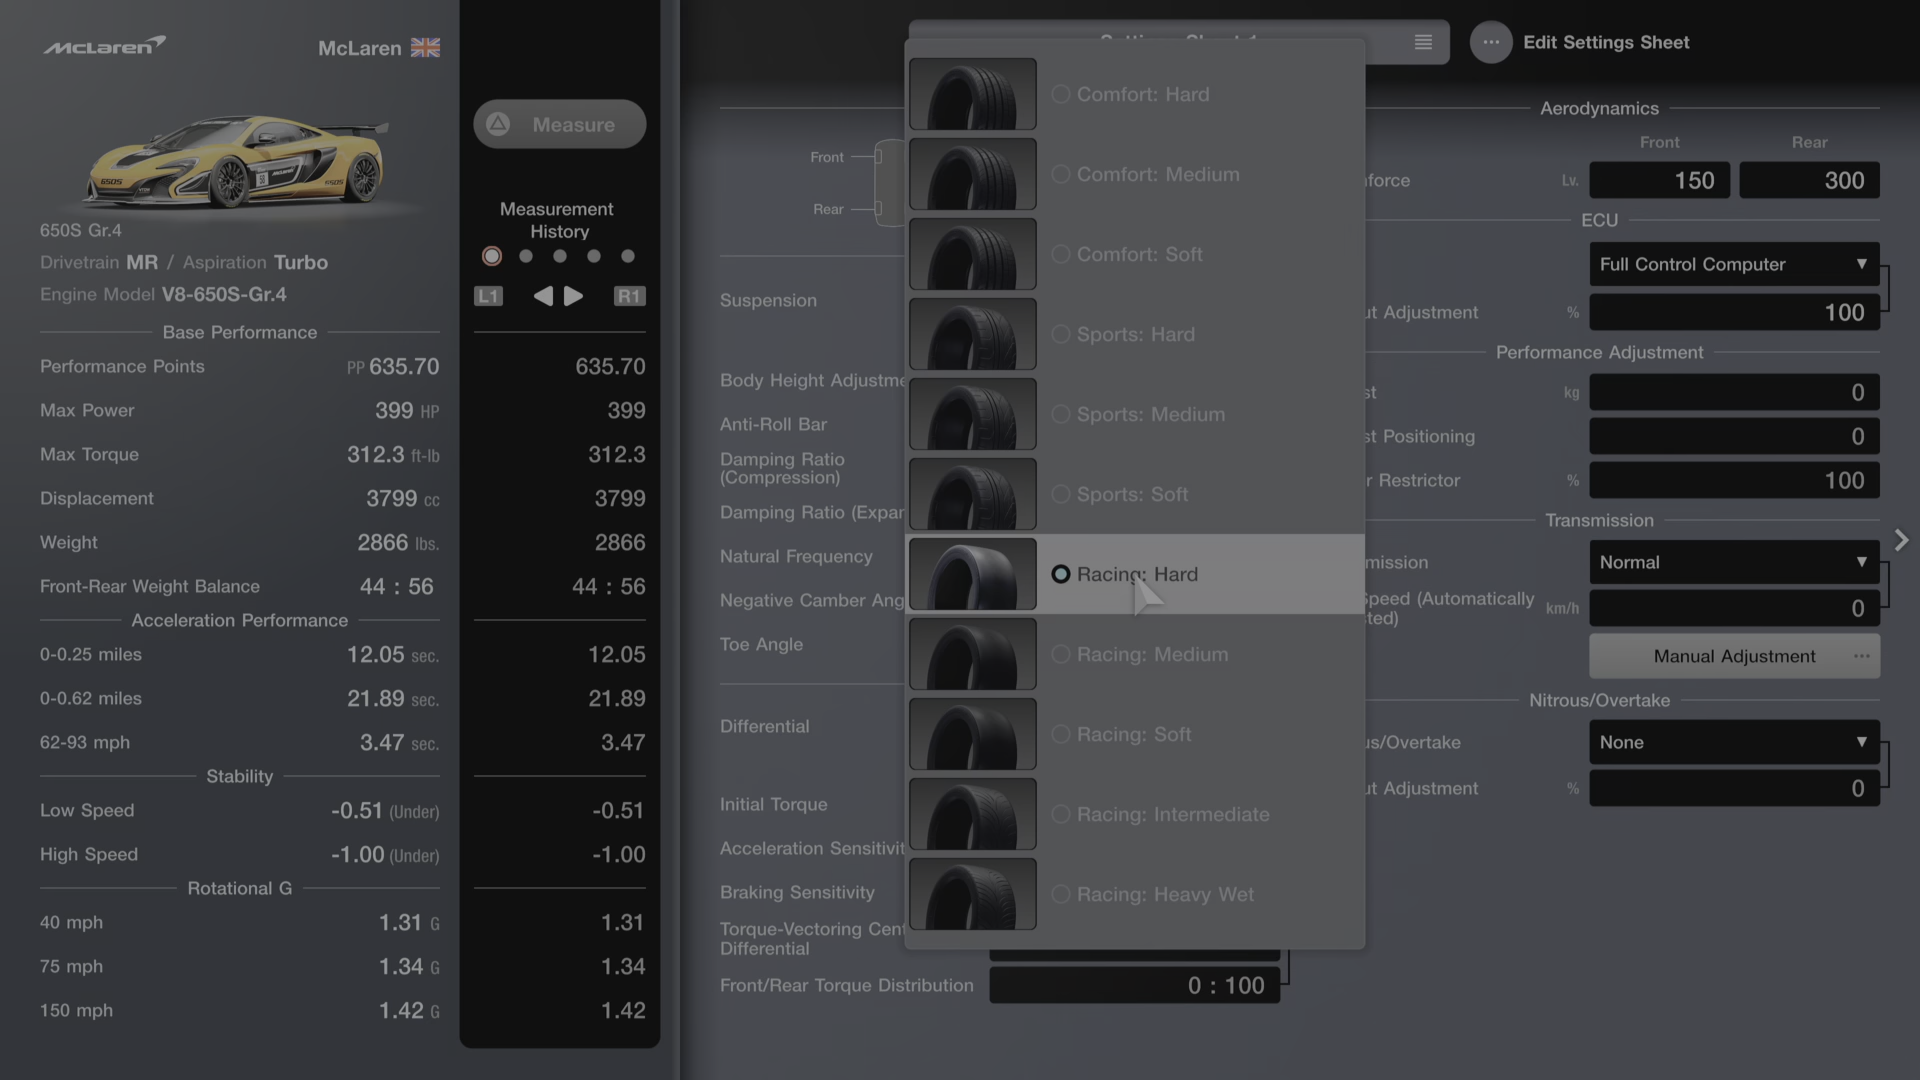 McLaren
McLaren
650S Gr.4
Drivetrain MR / Aspiration Turbo
Engine Model V8-650S-Gr.4
Base Performance
Performance Points PP 635.70
Max Power 399 HP
Max Torque 312.3 ft-lb
Displacement 3799 cc
Weight 2866 lbs.
Front-Rear Weight Balance 44 : 56
Acceleration Performance
0-0.25 miles 12.05 sec.
0-0.62 miles 21.89 sec.
62-93 mph 3.47 sec.
Stability
Low Speed -0.51 (Under)
High Speed -1.00 (Under)
Rotational G
40 mph 1.31 G
75 mph 1.34 G
150 mph 1.42 G
Measure
Measurement
History
L1 R1
635.70
399
312.3
3799
2866
44 : 56
12.05
21.89
3.47
-0.51
-1.00
1.31
1.34
1.42
Edit Settings Sheet
Front
Rear
Suspension
Body Height Adjustme
Anti-Roll Bar
Damping Ratio
(Compression)
Damping Ratio (Expan
Natural Frequency
Negative Camber Ang
Toe Angle
Differential
Initial Torque
Acceleration Sensitivit
Braking Sensitivity
Torque-Vectoring Cent
Differential
Front/Rear Torque Distribution 0 : 100
Comfort: Hard
Comfort: Medium
Comfort: Soft
Sports: Hard
Sports: Medium
Sports: Soft
Racing: Hard
Racing: Medium
Racing: Soft
Racing: Intermediate
Racing: Heavy Wet
Aerodynamics
Front Rear
force Lv. 150 300
ECU
Full Control Computer
ut Adjustment % 100
Performance Adjustment
st kg 0
st Positioning 0
r Restrictor % 100
Transmission
mission Normal
Speed (Automatically
ted) km/h 0
Manual Adjustment
Nitrous/Overtake
us/Overtake None
ut Adjustment % 0